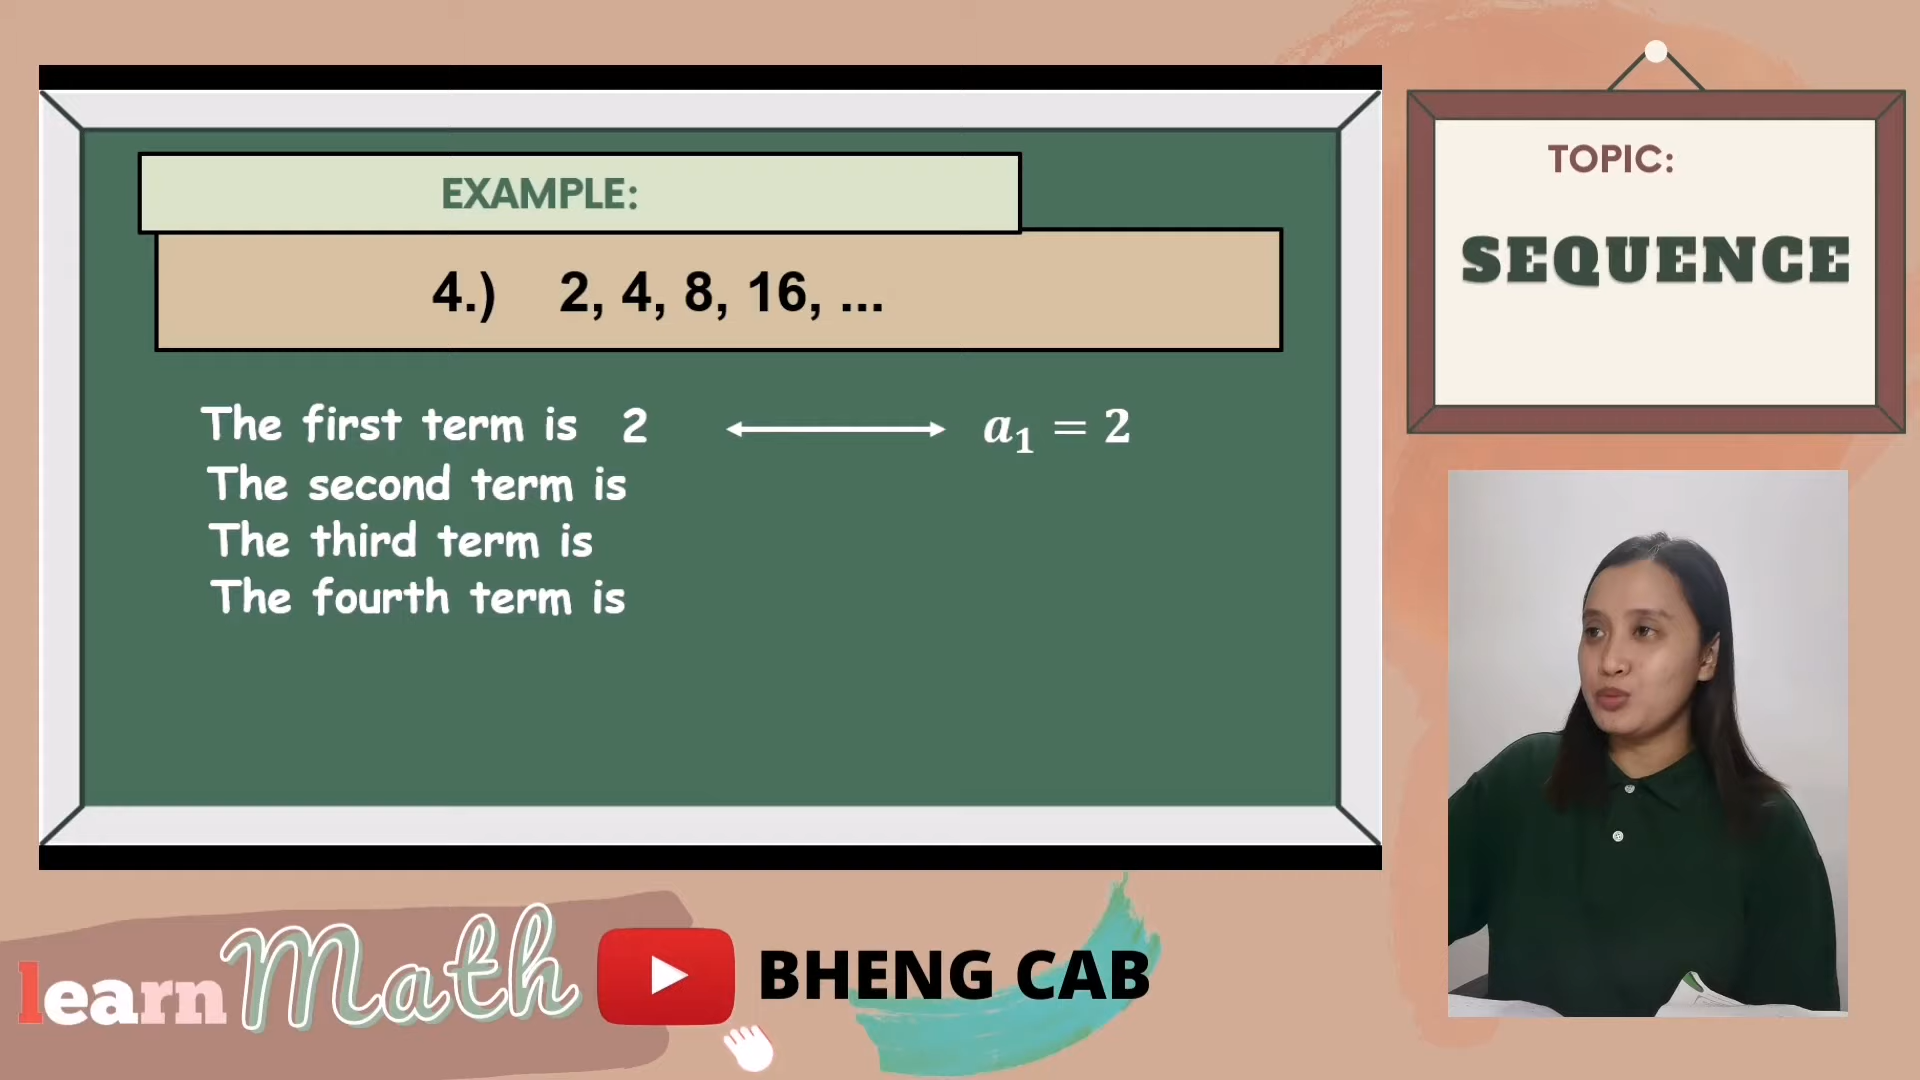 EXAMPLE:
4.) 2, 4, 8, 16, ...
The first term is 2 a₁ = 2
The second term is
The third term is
The fourth term is
TOPIC:
SEQUENCE
learn Math BHENG CAB